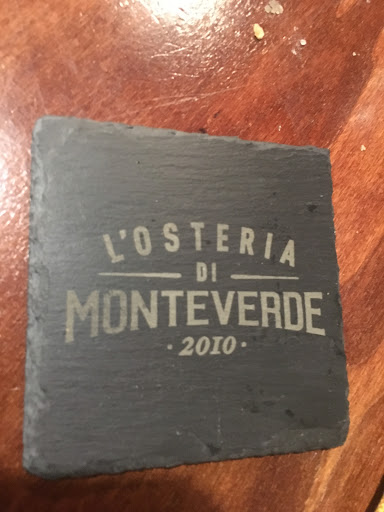 L'OSTERIA
DI
MONTEVERDE
· 2010 ·